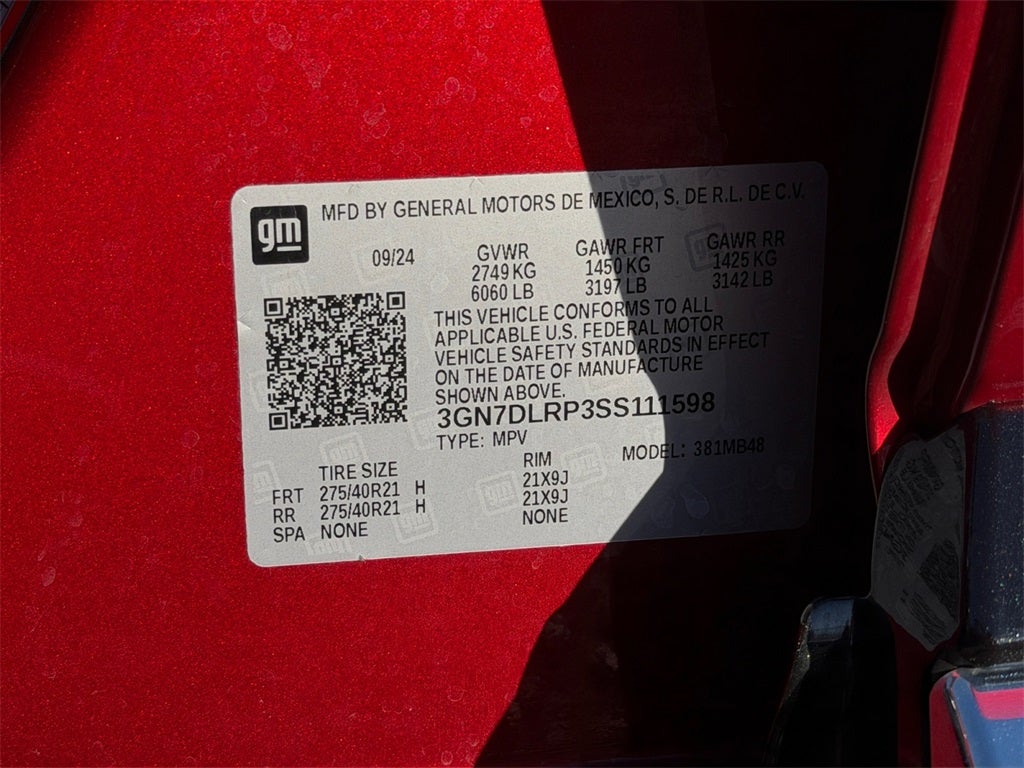 gm
MFD BY GENERAL MOTORS DE MEXICO, S. DE R.L. DE C.V.
09/24
GVWR GAWR FRT GAWR RR
2749 KG 1450 KG 1425 KG
6060 LB 3197 LB 3142 LB
THIS VEHICLE CONFORMS TO ALL
APPLICABLE U.S. FEDERAL MOTOR
VEHICLE SAFETY STANDARDS IN EFFECT
ON THE DATE OF MANUFACTURE
SHOWN ABOVE.
3GN7DLRP3SS111598
TYPE: MPV MODEL: 381MB48
TIRE SIZE RIM
FRT 275/40R21 H 21X9J
RR 275/40R21 H 21X9J
SPA NONE NONE